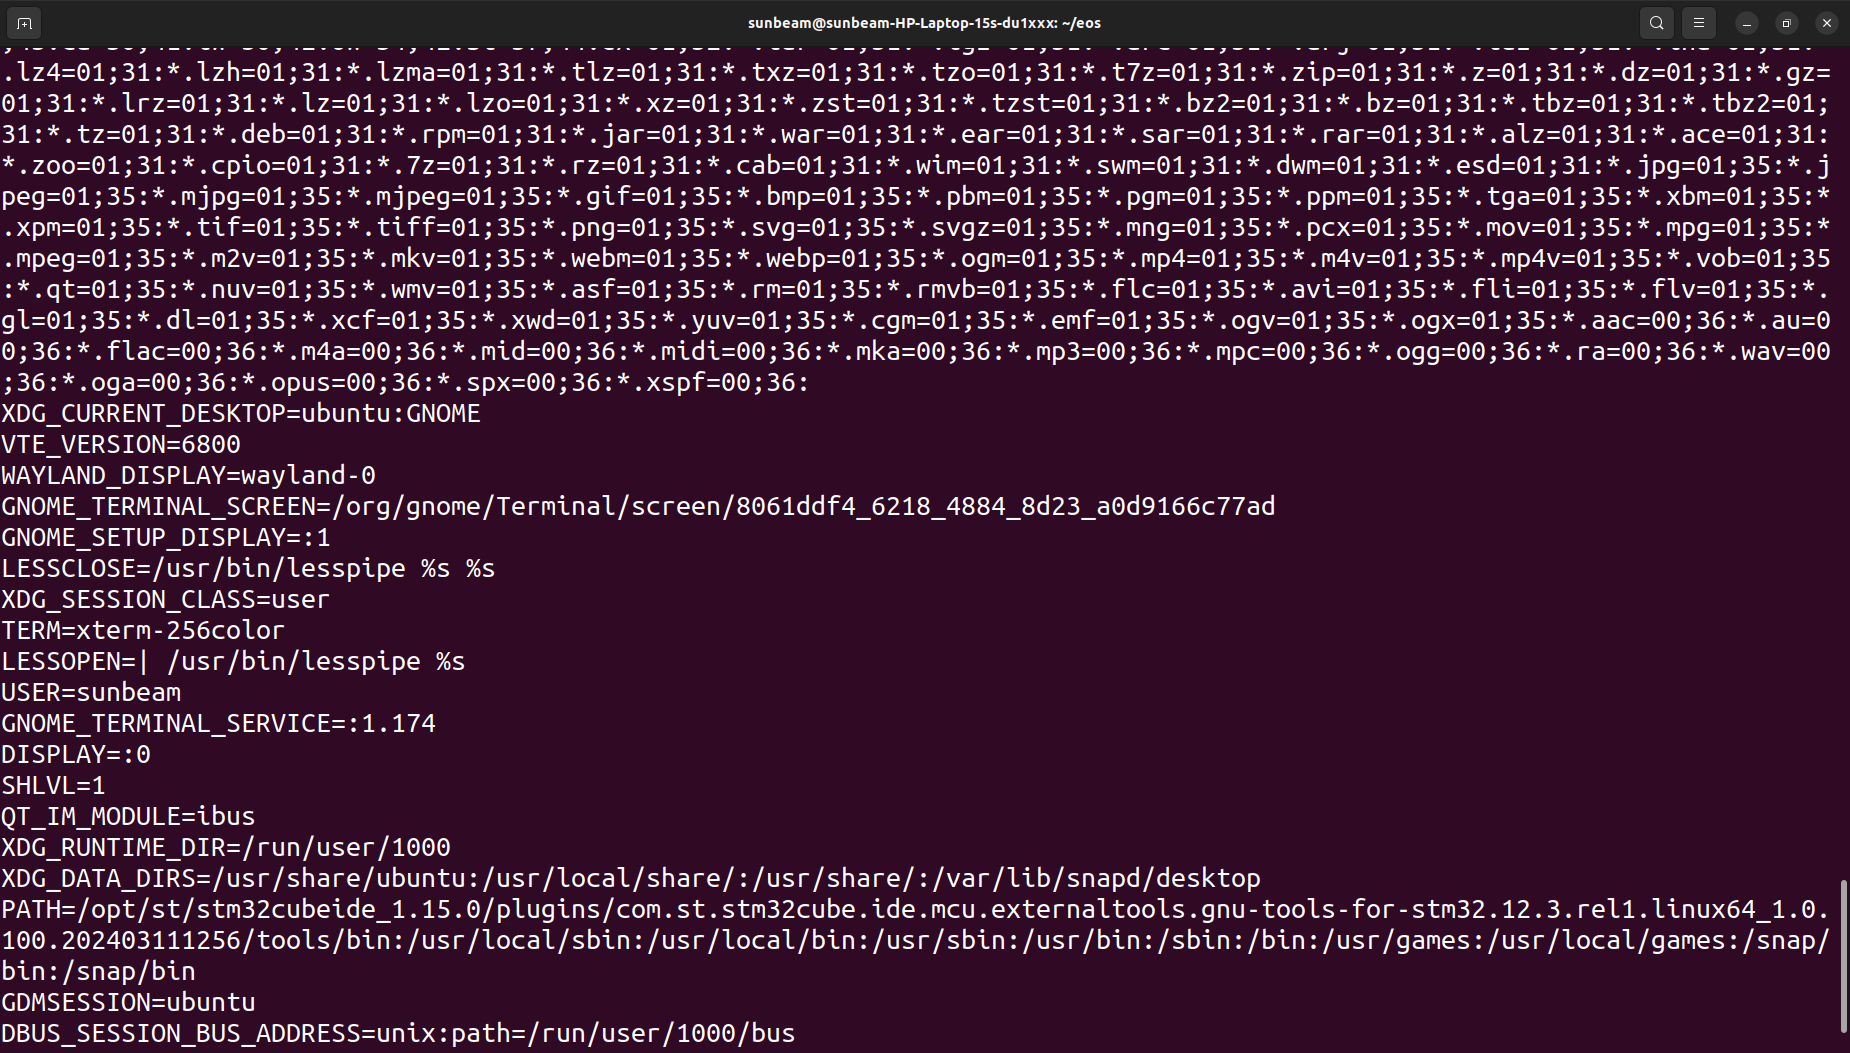 sunbeam@sunbeam-HP-Laptop-15s-du1xxx: ~/eos
.lz4=01;31:*.lzh=01;31:*.lzma=01;31:*.tlz=01;31:*.txz=01;31:*.tzo=01;31:*.t7z=01;31:*.zip=01;31:*.z=01;31:*.dz=01;31:*.gz=
01;31:*.lrz=01;31:*.lz=01;31:*.lzo=01;31:*.xz=01;31:*.zst=01;31:*.tzst=01;31:*.bz2=01;31:*.bz=01;31:*.tbz=01;31:*.tbz2=01;
31:*.tz=01;31:*.deb=01;31:*.rpm=01;31:*.jar=01;31:*.war=01;31:*.ear=01;31:*.sar=01;31:*.rar=01;31:*.alz=01;31:*.ace=01;31:
*.zoo=01;31:*.cpio=01;31:*.7z=01;31:*.rz=01;31:*.cab=01;31:*.wim=01;31:*.swm=01;31:*.dwm=01;31:*.esd=01;31:*.jpg=01;35:*.j
peg=01;35:*.mjpg=01;35:*.mjpeg=01;35:*.gif=01;35:*.bmp=01;35:*.pbm=01;35:*.pgm=01;35:*.ppm=01;35:*.tga=01;35:*.xbm=01;35:*
.xpm=01;35:*.tif=01;35:*.tiff=01;35:*.png=01;35:*.svg=01;35:*.svgz=01;35:*.mng=01;35:*.pcx=01;35:*.mov=01;35:*.mpg=01;35:*
.mpeg=01;35:*.m2v=01;35:*.mkv=01;35:*.webm=01;35:*.webp=01;35:*.ogm=01;35:*.mp4=01;35:*.m4v=01;35:*.mp4v=01;35:*.vob=01;35
:*.qt=01;35:*.nuv=01;35:*.wmv=01;35:*.asf=01;35:*.rm=01;35:*.rmvb=01;35:*.flc=01;35:*.avi=01;35:*.fli=01;35:*.flv=01;35:*.
gl=01;35:*.dl=01;35:*.xcf=01;35:*.xwd=01;35:*.yuv=01;35:*.cgm=01;35:*.emf=01;35:*.ogv=01;35:*.ogx=01;35:*.aac=00;36:*.au=0
0;36:*.flac=00;36:*.m4a=00;36:*.mid=00;36:*.midi=00;36:*.mka=00;36:*.mp3=00;36:*.mpc=00;36:*.ogg=00;36:*.ra=00;36:*.wav=00
;36:*.oga=00;36:*.opus=00;36:*.spx=00;36:*.xspf=00;36:
XDG_CURRENT_DESKTOP=ubuntu:GNOME
VTE_VERSION=6800
WAYLAND_DISPLAY=wayland-0
GNOME_TERMINAL_SCREEN=/org/gnome/Terminal/screen/8061ddf4_6218_4884_8d23_a0d9166c77ad
GNOME_SETUP_DISPLAY=:1
LESSCLOSE=/usr/bin/lesspipe %s %s
XDG_SESSION_CLASS=user
TERM=xterm-256color
LESSOPEN=| /usr/bin/lesspipe %s
USER=sunbeam
GNOME_TERMINAL_SERVICE=:1.174
DISPLAY=:0
SHLVL=1
QT_IM_MODULE=ibus
XDG_RUNTIME_DIR=/run/user/1000
XDG_DATA_DIRS=/usr/share/ubuntu:/usr/local/share/:/usr/share/:/var/lib/snapd/desktop
PATH=/opt/st/stm32cubeide_1.15.0/plugins/com.st.stm32cube.ide.mcu.externaltools.gnu-tools-for-stm32.12.3.rel1.linux64_1.0.
100.202403111256/tools/bin:/usr/local/sbin:/usr/local/bin:/usr/sbin:/usr/bin:/sbin:/bin:/usr/games:/usr/local/games:/snap/
bin:/snap/bin
GDMSESSION=ubuntu
DBUS_SESSION_BUS_ADDRESS=unix:path=/run/user/1000/bus